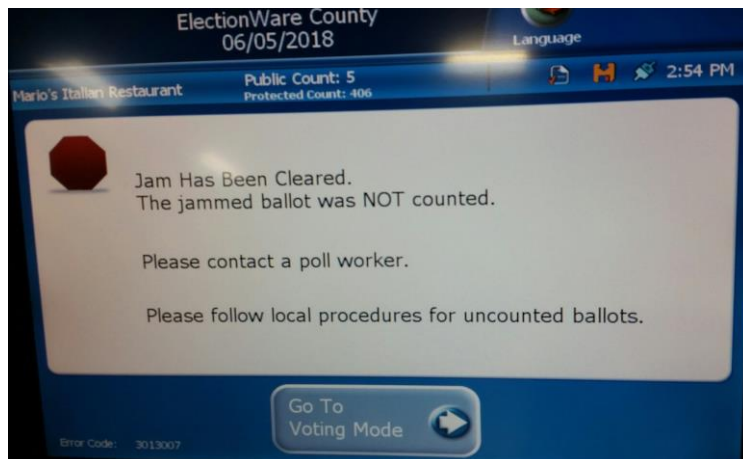 ElectionWare County
06/05/2018
Language
Mario's Italian Restaurant
Public Count: 5
Protected Count: 406
2:54 PM
Jam Has Been Cleared.
The jammed ballot was NOT counted.
Please contact a poll worker.
Please follow local procedures for uncounted ballots.
Go To
Voting Mode
Error Code: 3013007